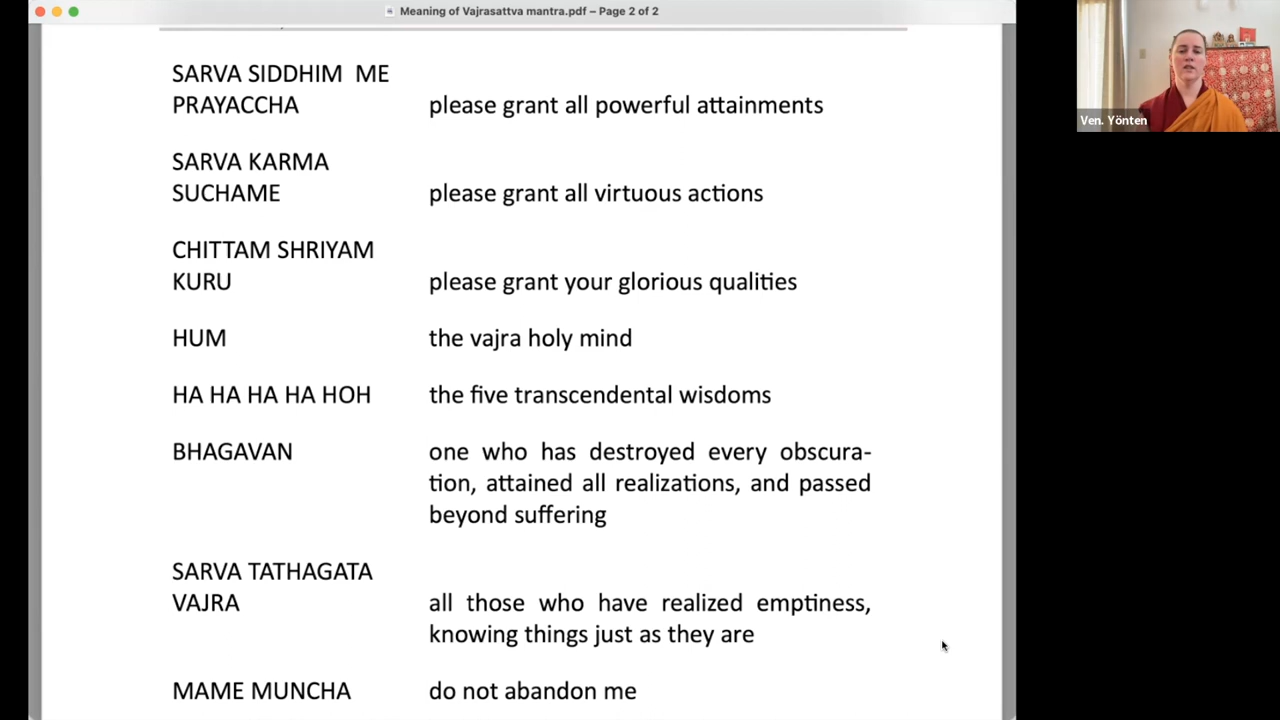 Meaning of Vajrasattva mantra.pdf – Page 2 of 2
SARVA SIDDHIM ME
PRAYACCHA please grant all powerful attainments
SARVA KARMA
SUCHAME please grant all virtuous actions
CHITTAM SHRIYAM
KURU please grant your glorious qualities
HUM the vajra holy mind
HA HA HA HA HOH the five transcendental wisdoms
BHAGAVAN one who has destroyed every obscura-
tion, attained all realizations, and passed
beyond suffering
SARVA TATHAGATA
VAJRA all those who have realized emptiness,
knowing things just as they are
MAME MUNCHA do not abandon me
Ven. Yönten